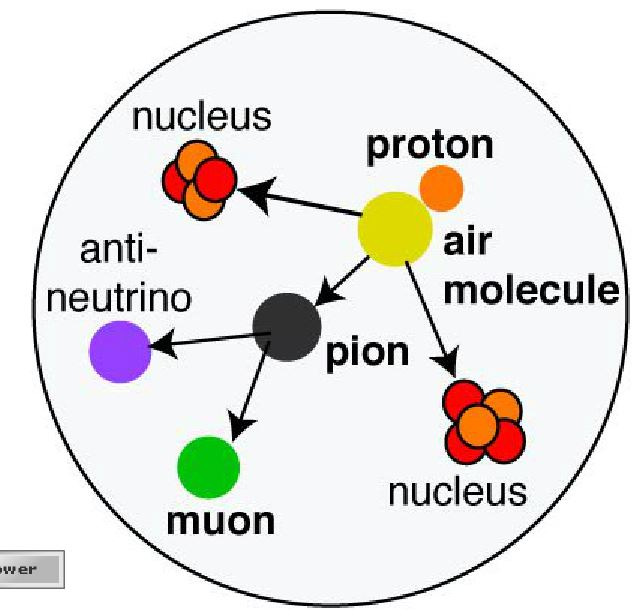 nucleus
proton
air
molecule
anti-
neutrino
pion
nucleus
muon